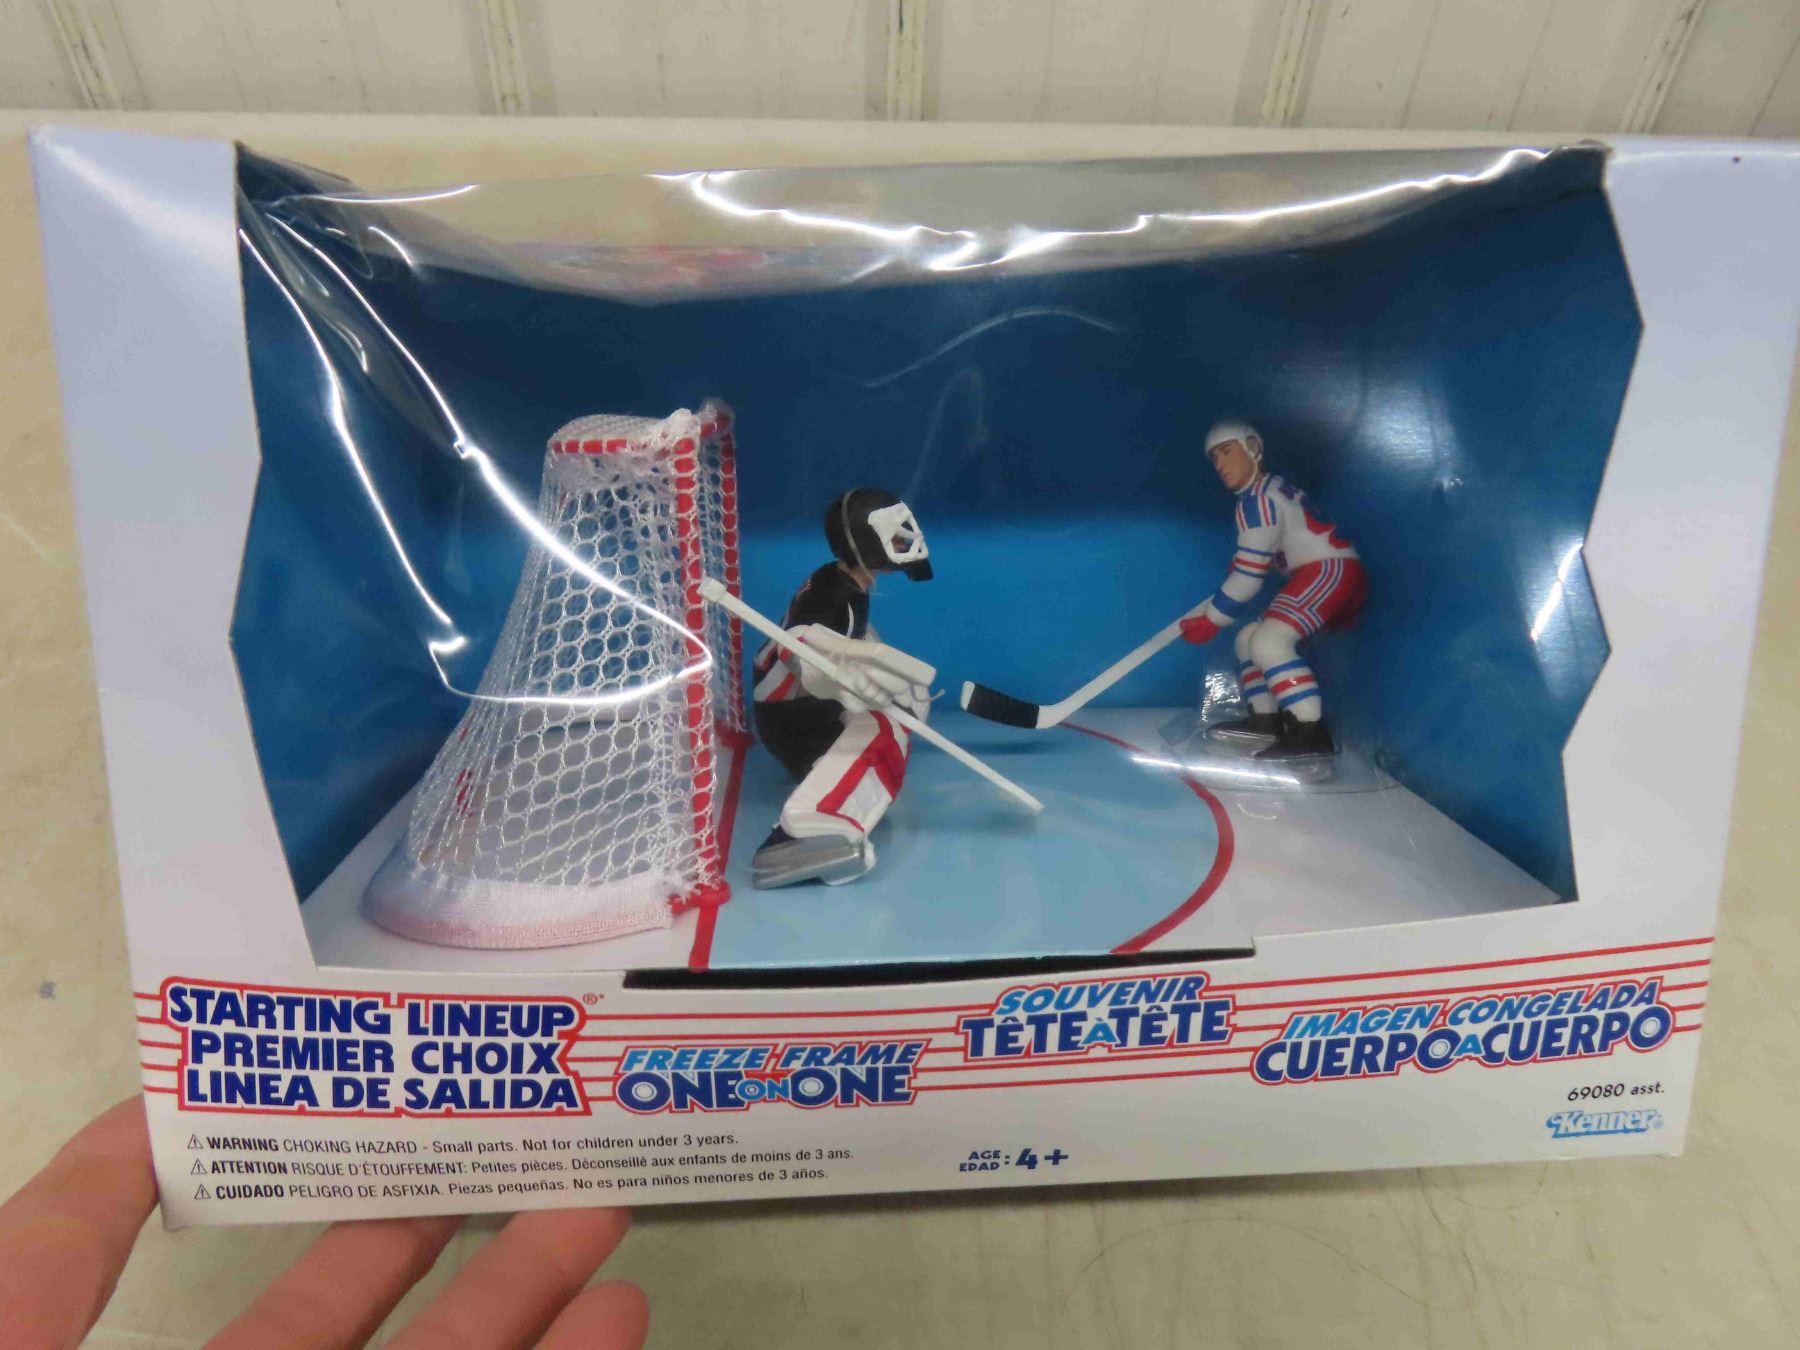 STARTING LINEUP®*
PREMIER CHOIX
LINEA DE SALIDA
FREEZE FRAME
ONE ON ONE
SOUVENIR
TÊTE À TÊTE
IMAGEN CONGELADA
CUERPO A CUERPO
69080 asst.
Kenner®
⚠ WARNING CHOKING HAZARD - Small parts. Not for children under 3 years.
⚠ ATTENTION RISQUE D'ÉTOUFFEMENT: Petites pièces. Déconseillé aux enfants de moins de 3 ans.
⚠ CUIDADO PELIGRO DE ASFIXIA. Piezas pequeñas. No es para niños menores de 3 años.
AGE
EDAD : 4+